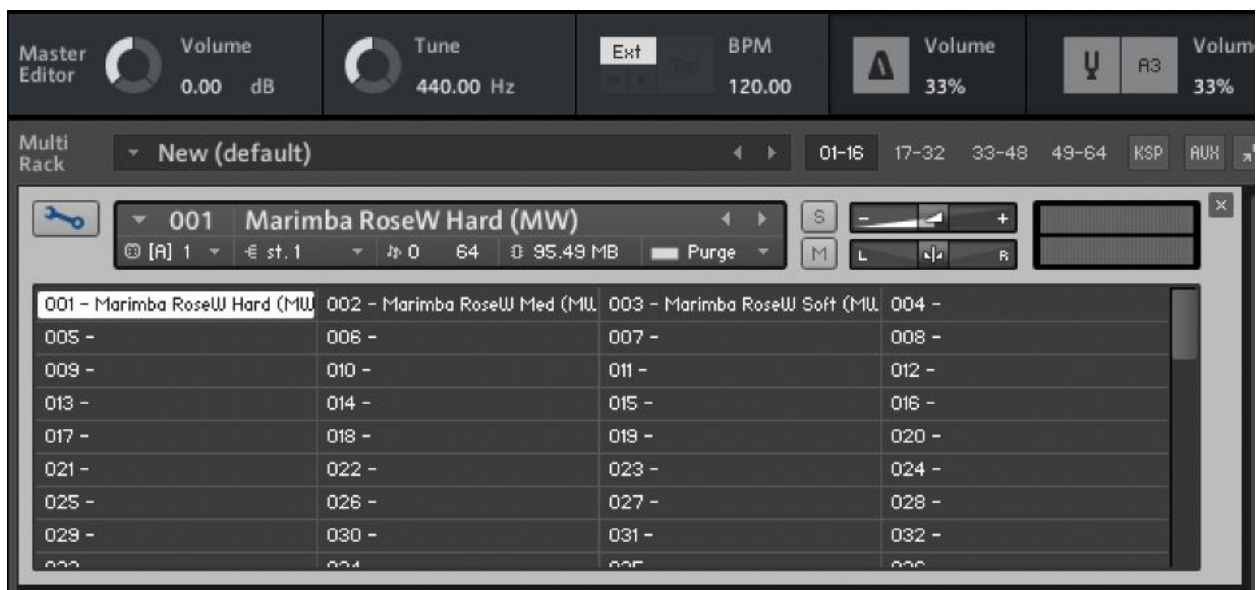 Master Editor Volume 0.00 dB Tune 440.00 Hz Ext BPM 120.00 Volume 33% A3 Volum 33%
Multi Rack New (default) 01-16 17-32 33-48 49-64 KSP AUX
001 Marimba RoseW Hard (MW) S - +
[A] 1 st. 1 0 64 95.49 MB Purge M L R
001 - Marimba RoseW Hard (MW 002 - Marimba RoseW Med (MW 003 - Marimba RoseW Soft (MW 004 -
005 - 006 - 007 - 008 -
009 - 010 - 011 - 012 -
013 - 014 - 015 - 016 -
017 - 018 - 019 - 020 -
021 - 022 - 023 - 024 -
025 - 026 - 027 - 028 -
029 - 030 - 031 - 032 -